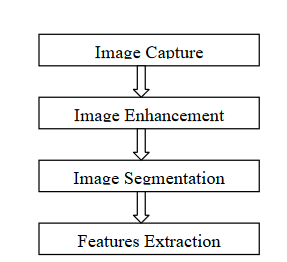 Image Capture
Image Enhancement
Image Segmentation
Features Extraction